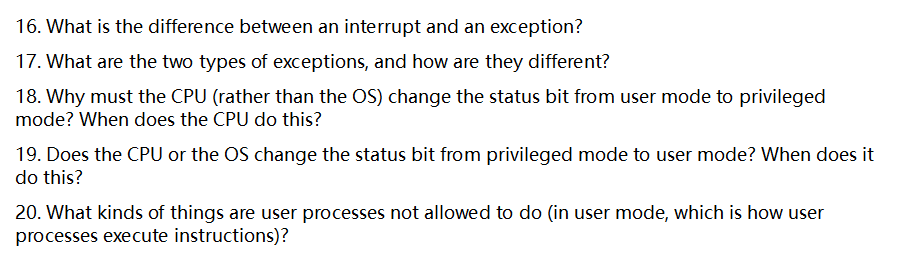 16. What is the difference between an interrupt and an exception?
17. What are the two types of exceptions, and how are they different?
18. Why must the CPU (rather than the OS) change the status bit from user mode to privileged
mode? When does the CPU do this?
19. Does the CPU or the OS change the status bit from privileged mode to user mode? When does it
do this?
20. What kinds of things are user processes not allowed to do (in user mode, which is how user
processes execute instructions)?